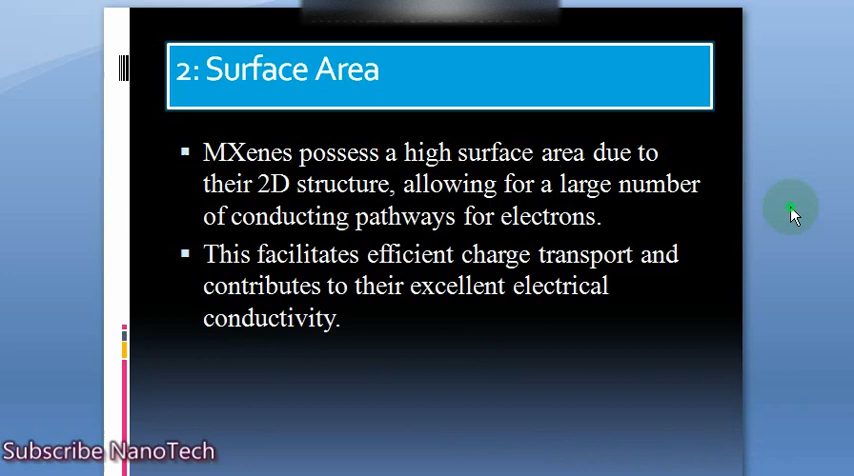 2: Surface Area
MXenes possess a high surface area due to
their 2D structure, allowing for a large number
of conducting pathways for electrons.
This facilitates efficient charge transport and
contributes to their excellent electrical
conductivity.
Subscribe NanoTech